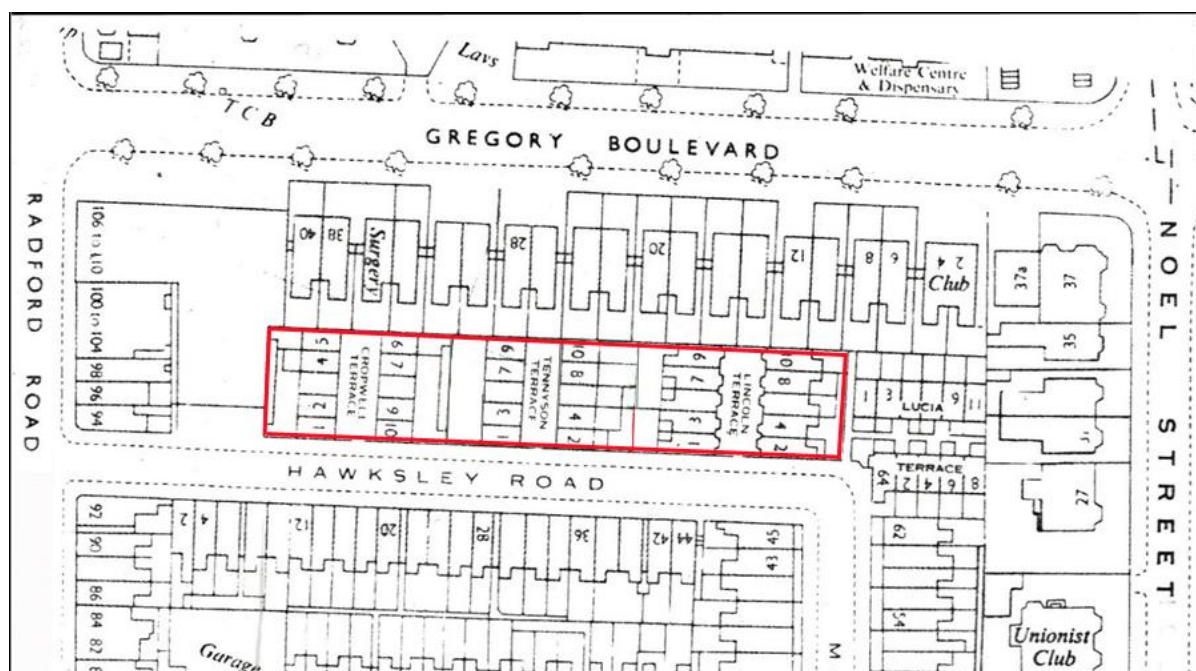 Lavs
Welfare Centre
& Dispensary
TCB
GREGORY BOULEVARD
RADFORD ROAD
NOEL STREET
106 to 110
100 to 104
98
96
94
40
38
Surgery
28
20
12
8
6
2 4
Club
37a
37
35
31
27
5
4
2
1
CROPWELL
TERRACE
6
7
9
10
9
7
3
1
TENNYSON
TERRACE
10
8
4
2
9
7
3
1
LINCOLN
TERRACE
10
8
4
2
1
3
6
11
LUCIA
TERRACE
64
2
4
6
8
HAWKSLEY ROAD
92
90
86
84
82
2
4
12
20
28
36
42
44
45
43
62
54
M
Garage
Unionist
Club